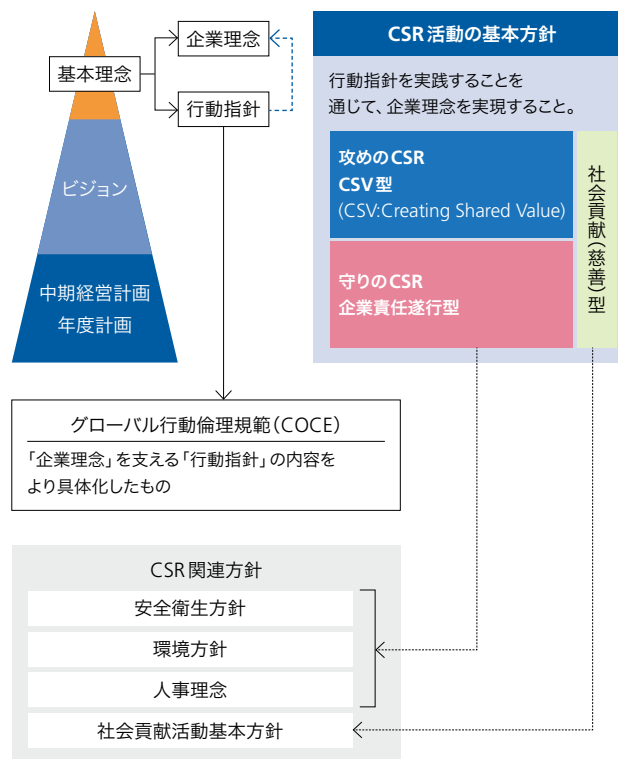 基本理念
企業理念
行動指針
ビジョン
中期経営計画
年度計画
CSR活動の基本方針
行動指針を実践することを
通じて、企業理念を実現すること。
攻めのCSR
CSV型
(CSV:Creating Shared Value)
守りのCSR
企業責任遂行型
社会貢献(慈善)型
グローバル行動倫理規範(COCE)
「企業理念」を支える「行動指針」の内容を
より具体化したもの
CSR関連方針
安全衛生方針
環境方針
人事理念
社会貢献活動基本方針